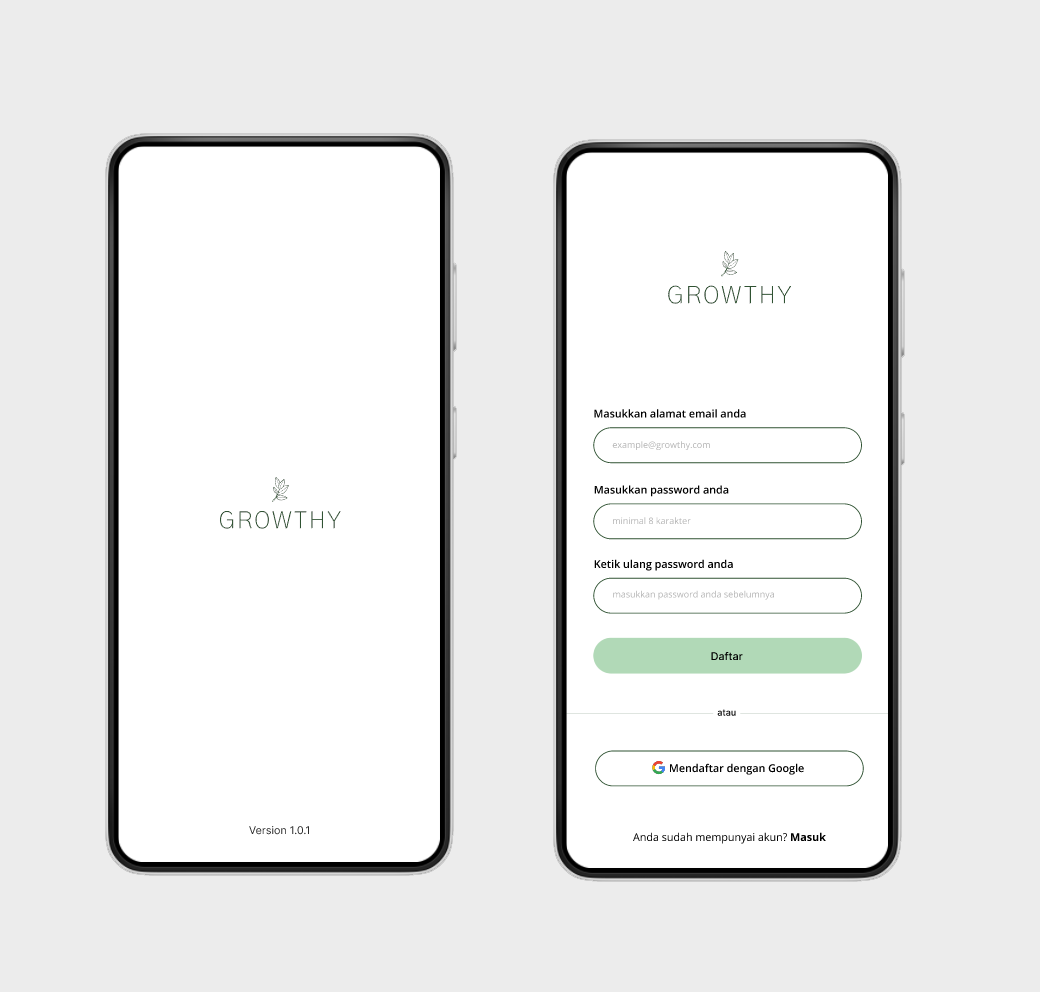 GROWTHY
Version 1.0.1
GROWTHY
Masukkan alamat email anda
example@growthy.com
Masukkan password anda
minimal 8 karakter
Ketik ulang password anda
masukkan password anda sebelumnya
Daftar
atau
Mendaftar dengan Google
Anda sudah mempunyai akun? Masuk